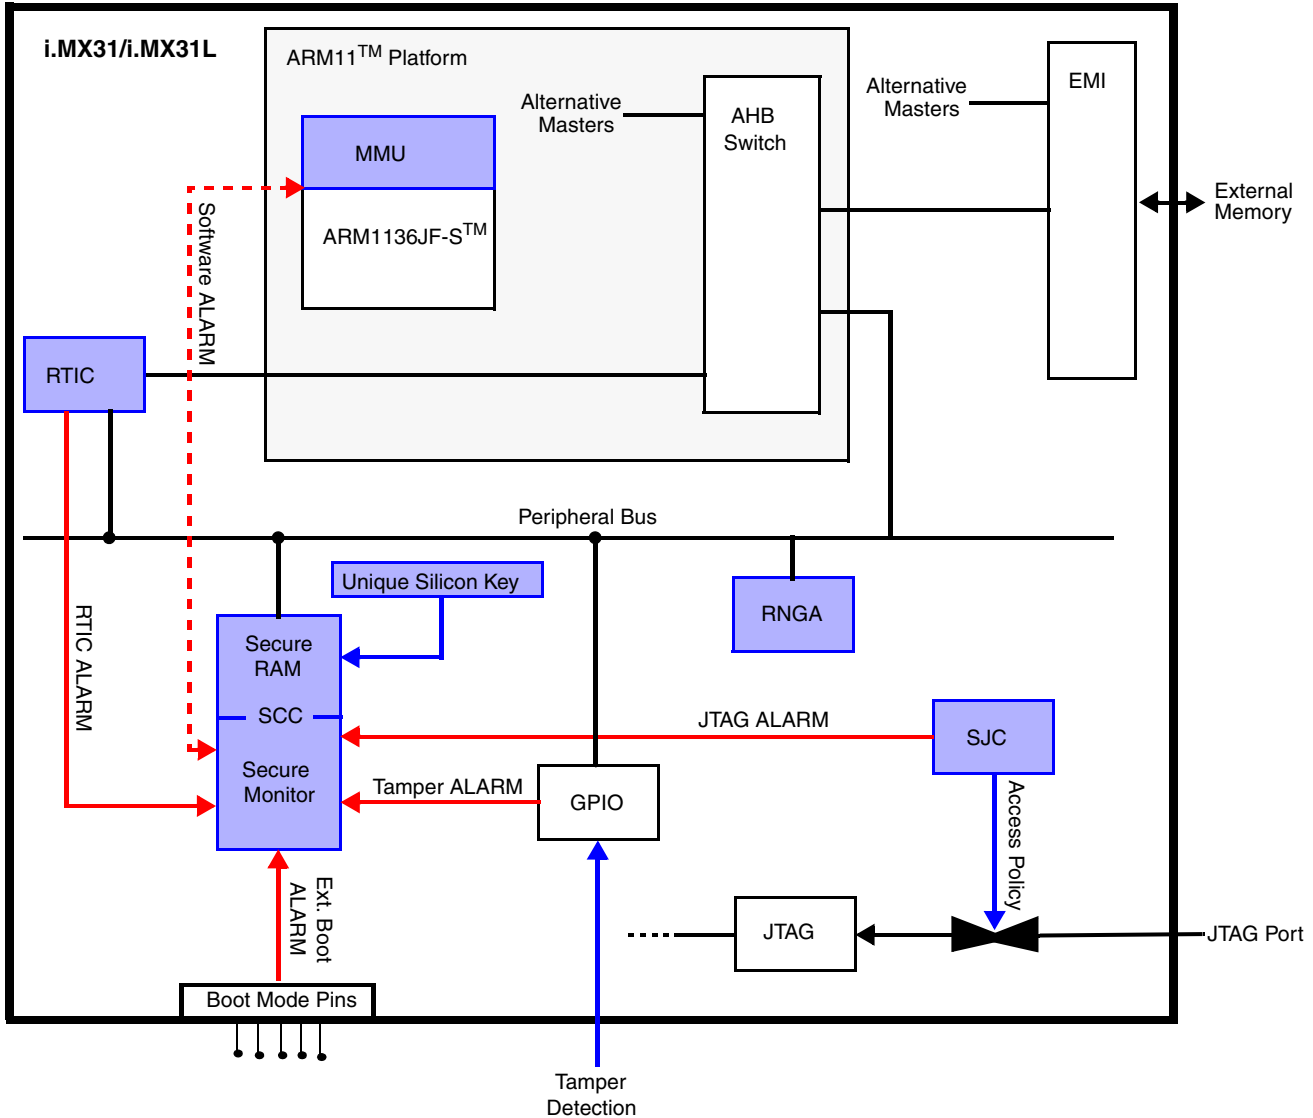 i.MX31/i.MX31L
ARM11™ Platform
Alternative
Masters
AHB
Switch
Alternative
Masters
EMI
MMU
ARM1136JF-S™
External
Memory
Software ALARM
RTIC
Peripheral Bus
Unique Silicon Key
RNGA
RTIC ALARM
Secure
RAM
SCC
Secure
Monitor
JTAG ALARM
SJC
Tamper ALARM
GPIO
Access Policy
Ext. Boot
ALARM
JTAG
JTAG Port
Boot Mode Pins
Tamper
Detection